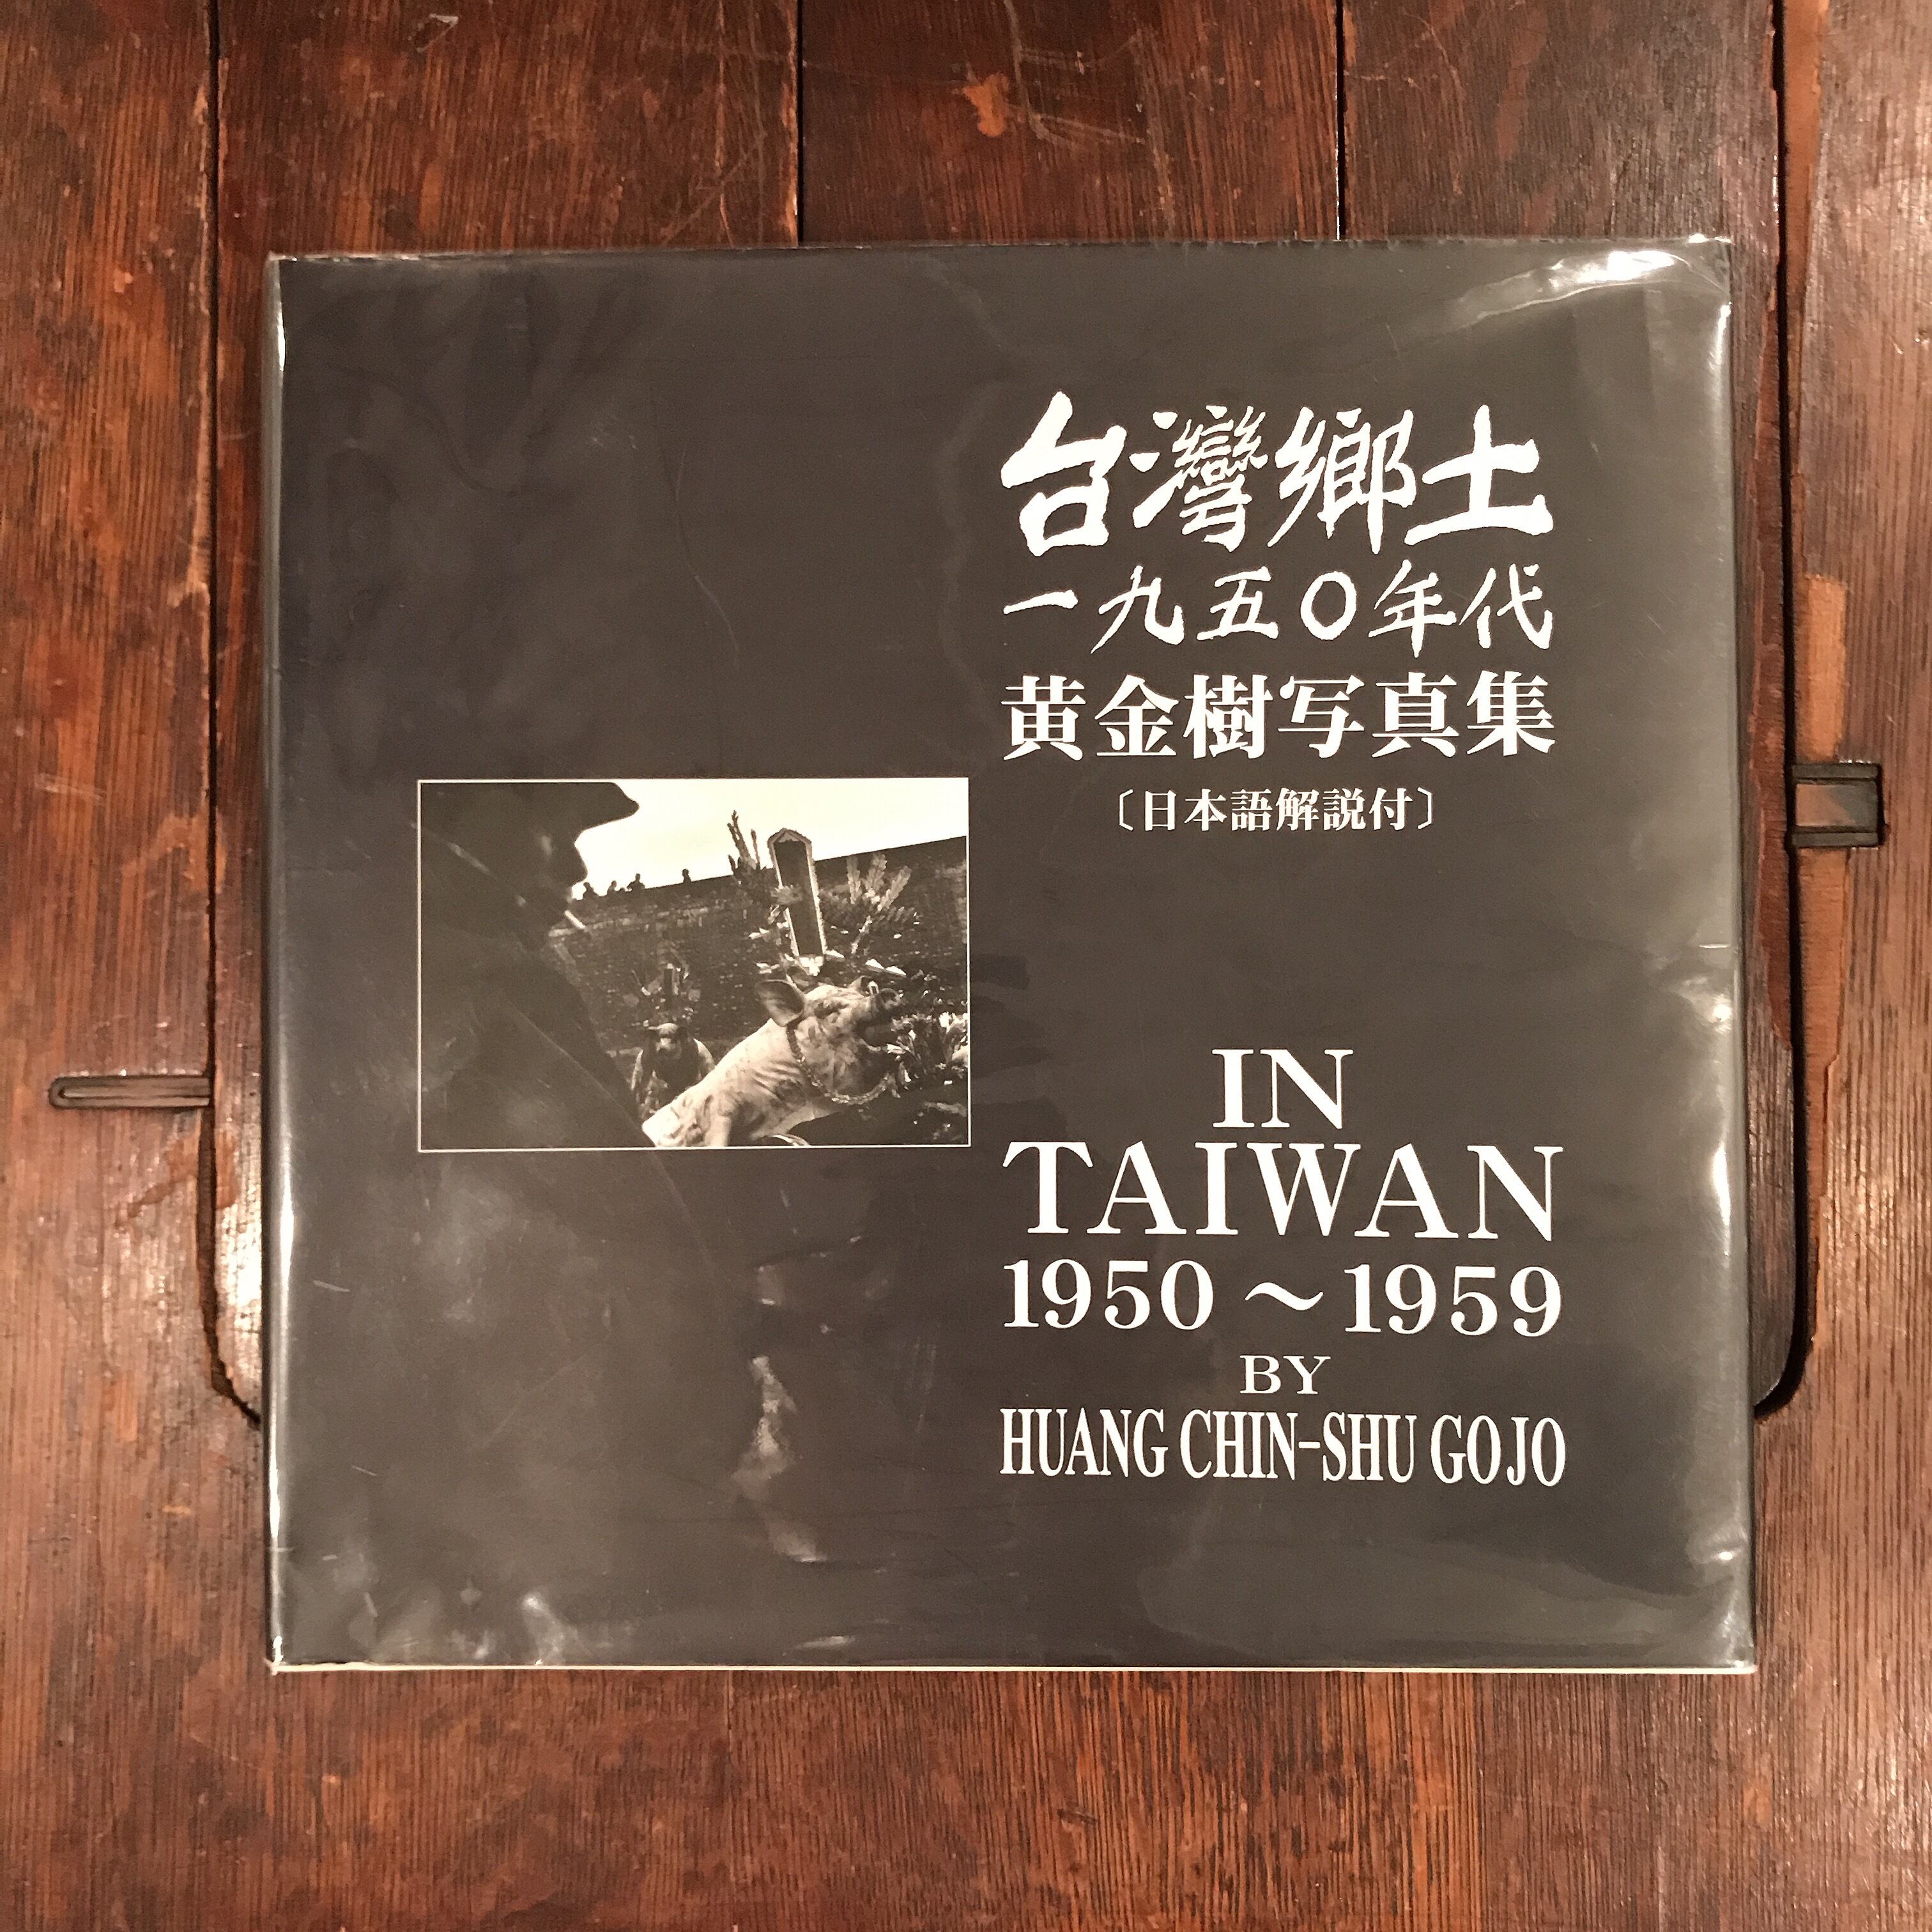 台灣鄉土
一九五〇年代
黄金樹写真集
〔日本語解説付〕
IN
TAIWAN
1950～1959
BY
HUANG CHIN-SHU GOJO